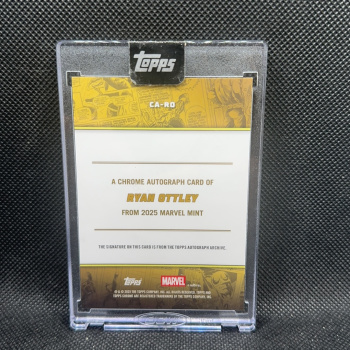 Topps
CA-RO
A CHROME AUTOGRAPH CARD OF
RYAN OTTLEY
FROM 2025 MARVEL MINT
THE SIGNATURE ON THIS CARD IS FROM THE TOPPS AUTOGRAPH ARCHIVE.
Topps MARVEL